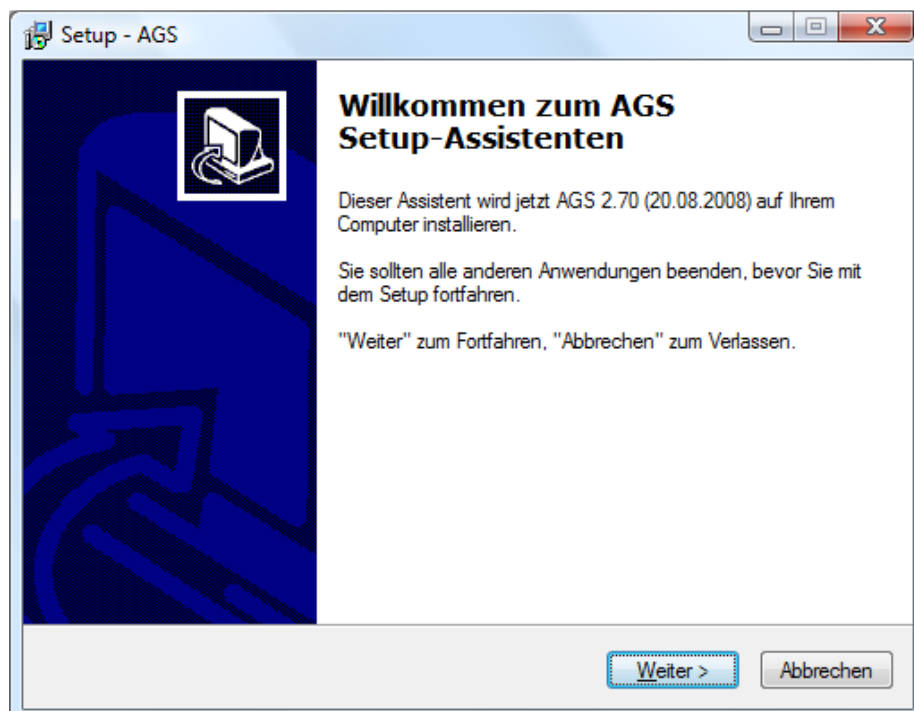 Setup - AGS
Willkommen zum AGS
Setup-Assistenten
Dieser Assistent wird jetzt AGS 2.70 (20.08.2008) auf Ihrem
Computer installieren.
Sie sollten alle anderen Anwendungen beenden, bevor Sie mit
dem Setup fortfahren.
"Weiter" zum Fortfahren, "Abbrechen" zum Verlassen.
Weiter > Abbrechen